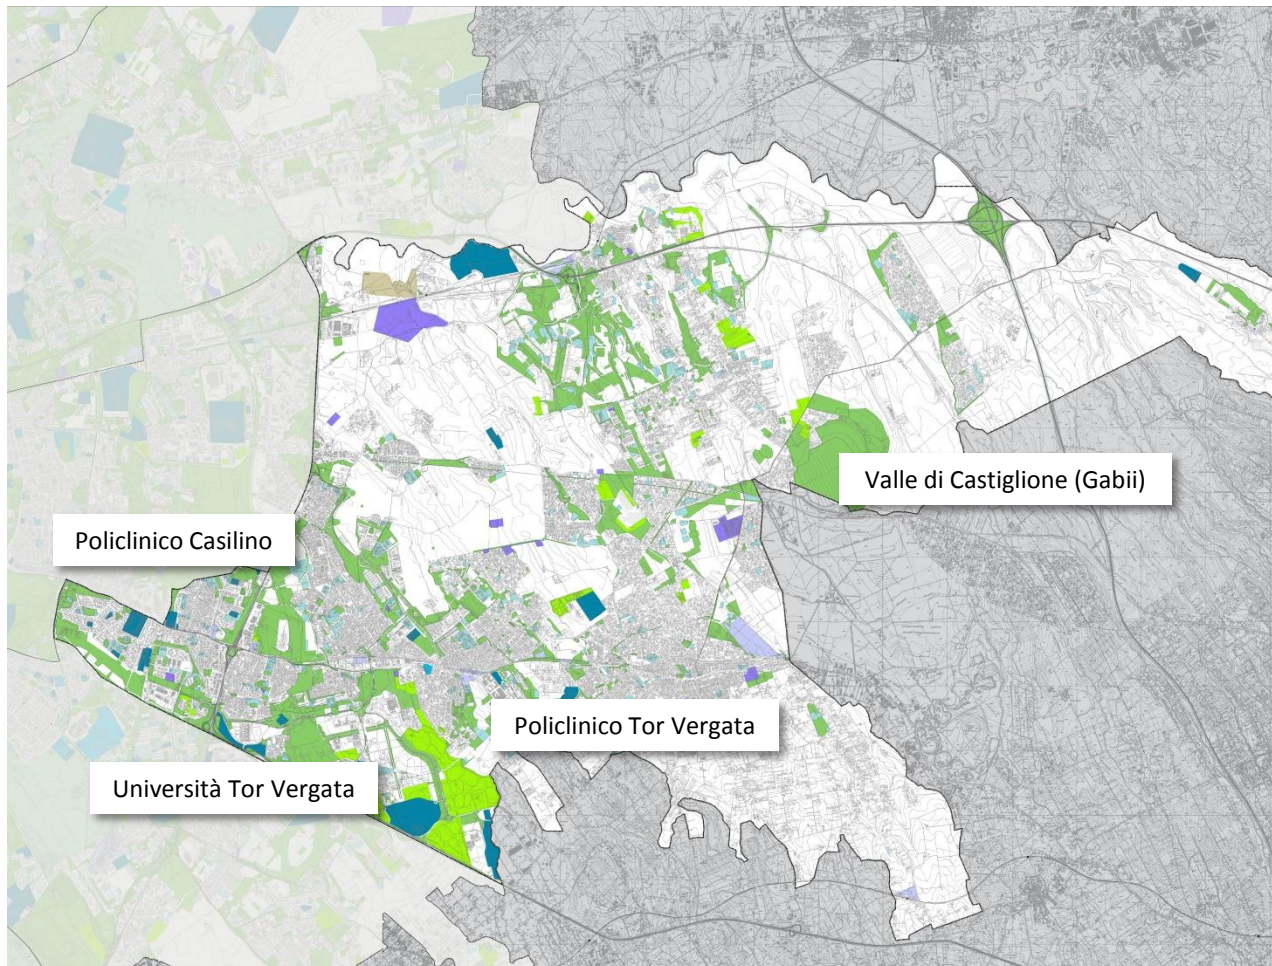 Valle di Castiglione (Gabii)
Policlinico Casilino
Policlinico Tor Vergata
Università Tor Vergata